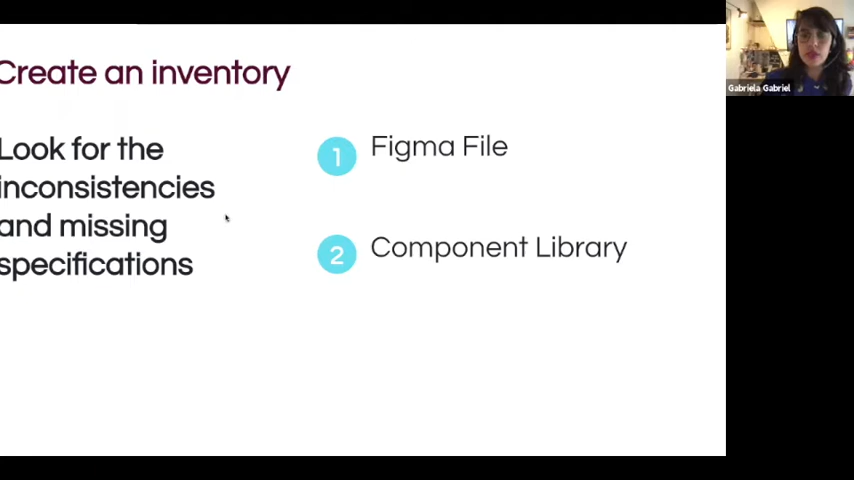 Create an inventory
Look for the
inconsistencies
and missing
specifications
1 Figma File
2 Component Library
Gabriela Gabriel